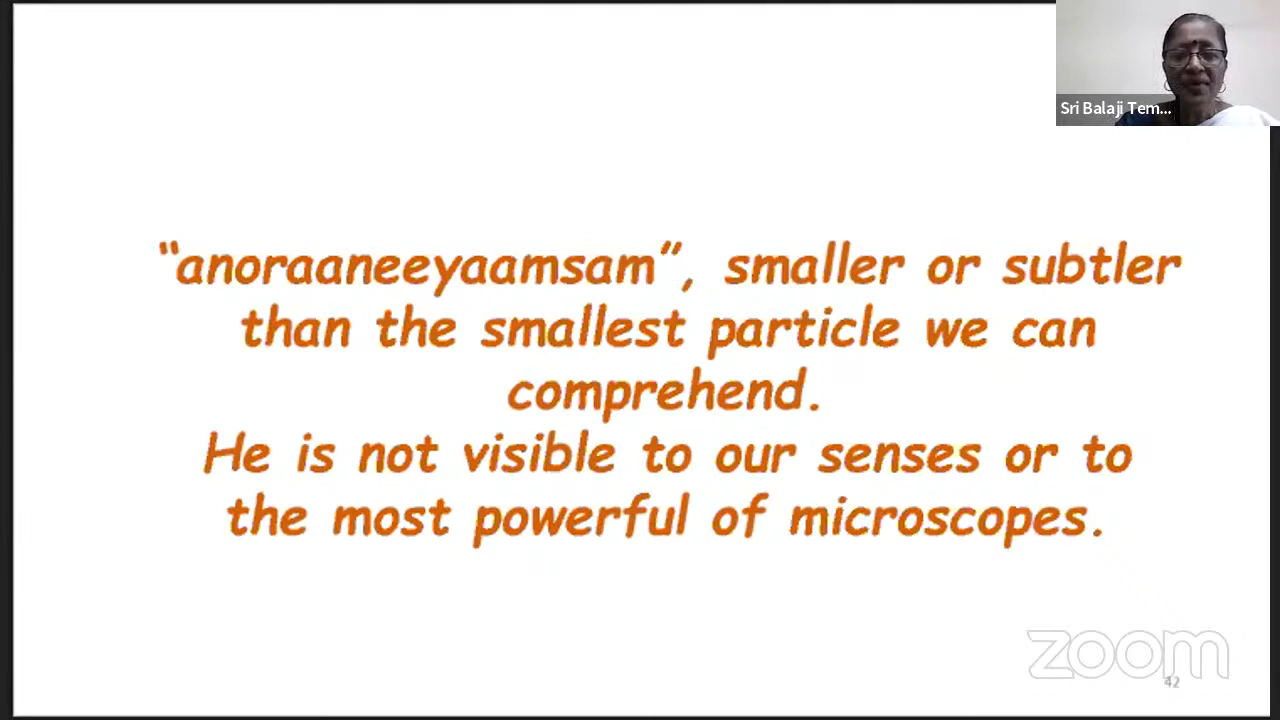 Sri Balaji Tem...
“anoraaneeyaamsam”, smaller or subtler
than the smallest particle we can
comprehend.
He is not visible to our senses or to
the most powerful of microscopes.
zoom
42